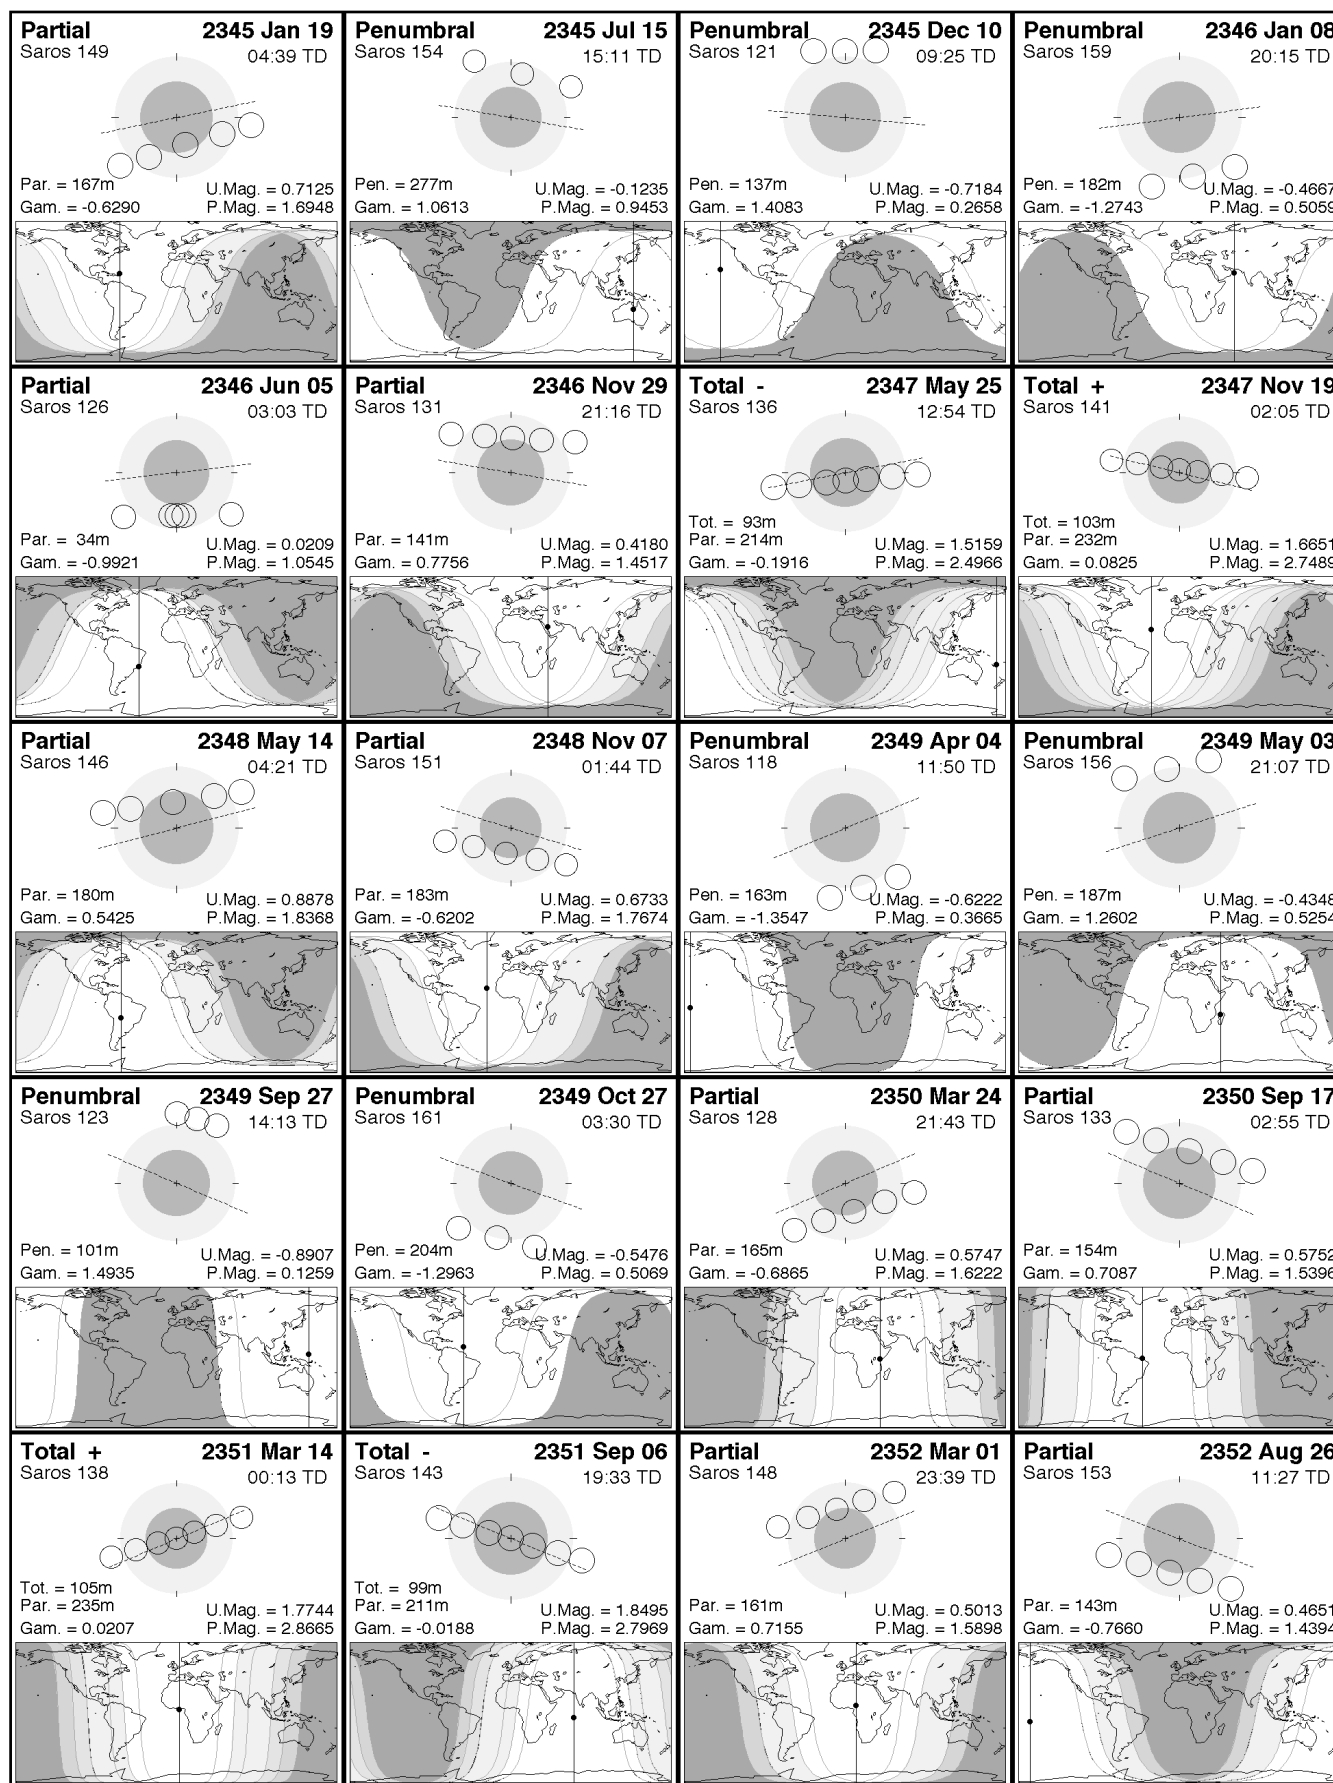 Partial 2345 Jan 19
Saros 149 04:39 TD
Par. = 167m U.Mag. = 0.7125
Gam. = -0.6290 P.Mag. = 1.6948
Penumbral 2345 Jul 15
Saros 154 15:11 TD
Pen. = 277m U.Mag. = -0.1235
Gam. = 1.0613 P.Mag. = 0.9453
Penumbral 2345 Dec 10
Saros 121 09:25 TD
Pen. = 137m U.Mag. = -0.7184
Gam. = 1.4083 P.Mag. = 0.2658
Penumbral 2346 Jan 08
Saros 159 20:15 TD
Pen. = 182m U.Mag. = -0.4667
Gam. = -1.2743 P.Mag. = 0.5059
Partial 2346 Jun 05
Saros 126 03:03 TD
Par. = 34m U.Mag. = 0.0209
Gam. = -0.9921 P.Mag. = 1.0545
Partial 2346 Nov 29
Saros 131 21:16 TD
Par. = 141m U.Mag. = 0.4180
Gam. = 0.7756 P.Mag. = 1.4517
Total - 2347 May 25
Saros 136 12:54 TD
Tot. = 93m
Par. = 214m U.Mag. = 1.5159
Gam. = -0.1916 P.Mag. = 2.4966
Total + 2347 Nov 19
Saros 141 02:05 TD
Tot. = 103m
Par. = 232m U.Mag. = 1.6651
Gam. = 0.0825 P.Mag. = 2.7489
Partial 2348 May 14
Saros 146 04:21 TD
Par. = 180m U.Mag. = 0.8878
Gam. = 0.5425 P.Mag. = 1.8368
Partial 2348 Nov 07
Saros 151 01:44 TD
Par. = 183m U.Mag. = 0.6733
Gam. = -0.6202 P.Mag. = 1.7674
Penumbral 2349 Apr 04
Saros 118 11:50 TD
Pen. = 163m U.Mag. = -0.6222
Gam. = -1.3547 P.Mag. = 0.3665
Penumbral 2349 May 03
Saros 156 21:07 TD
Pen. = 187m U.Mag. = -0.4348
Gam. = 1.2602 P.Mag. = 0.5254
Penumbral 2349 Sep 27
Saros 123 14:13 TD
Pen. = 101m U.Mag. = -0.8907
Gam. = 1.4935 P.Mag. = 0.1259
Penumbral 2349 Oct 27
Saros 161 03:30 TD
Pen. = 204m U.Mag. = -0.5476
Gam. = -1.2963 P.Mag. = 0.5069
Partial 2350 Mar 24
Saros 128 21:43 TD
Par. = 165m U.Mag. = 0.5747
Gam. = -0.6865 P.Mag. = 1.6222
Partial 2350 Sep 17
Saros 133 02:55 TD
Par. = 154m U.Mag. = 0.5752
Gam. = 0.7087 P.Mag. = 1.5396
Total + 2351 Mar 14
Saros 138 00:13 TD
Tot. = 105m
Par. = 235m U.Mag. = 1.7744
Gam. = 0.0207 P.Mag. = 2.8665
Total - 2351 Sep 06
Saros 143 19:33 TD
Tot. = 99m
Par. = 211m U.Mag. = 1.8495
Gam. = -0.0188 P.Mag. = 2.7969
Partial 2352 Mar 01
Saros 148 23:39 TD
Par. = 161m U.Mag. = 0.5013
Gam. = 0.7155 P.Mag. = 1.5898
Partial 2352 Aug 26
Saros 153 11:27 TD
Par. = 143m U.Mag. = 0.4651
Gam. = -0.7660 P.Mag. = 1.4394